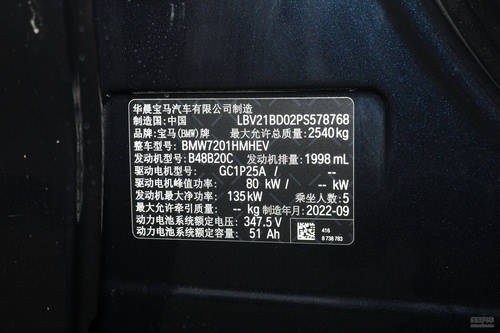 华晨宝马汽车有限公司制造
制造国:中国 LBV21BD02PS578768
品牌:宝马(BMW)牌 最大允许总质量:2540kg
整车型号:BMW7201HMHEV
发动机型号:B48B20C 发动机排量:1998 mL
驱动电机型号: GC1P25A / --
驱动电机峰值功率: 80 kW / -- kW
发动机最大净功率: 135kW 乘坐人数:5
最大允许牵引质量: -- kg 制造年月:2022-09
动力电池系统额定电压:347.5 V
动力电池系统额定容量: 51 Ah
416
8 738 783